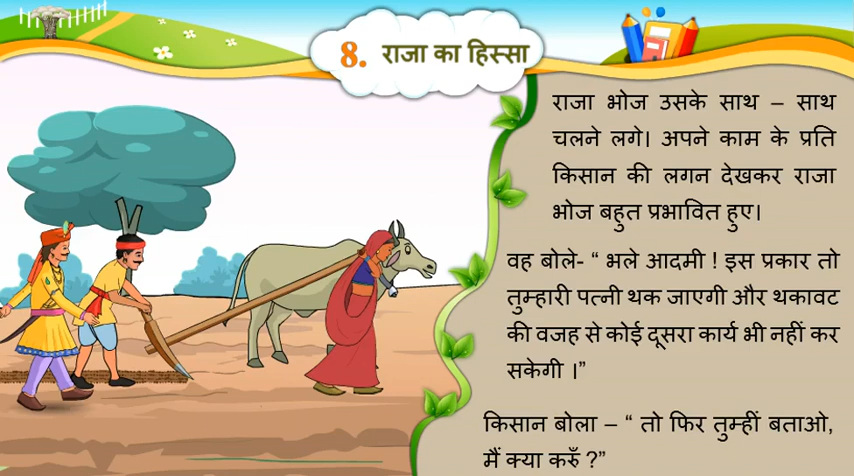 8. राजा का हिस्सा
राजा भोज उसके साथ – साथ
चलने लगे। अपने काम के प्रति
किसान की लगन देखकर राजा
भोज बहुत प्रभावित हुए।
वह बोले- “ भले आदमी ! इस प्रकार तो
तुम्हारी पत्नी थक जाएगी और थकावट
की वजह से कोई दूसरा कार्य भी नहीं कर
सकेगी ।”
किसान बोला – “ तो फिर तुम्हीं बताओ,
मैं क्या करुँ ?”